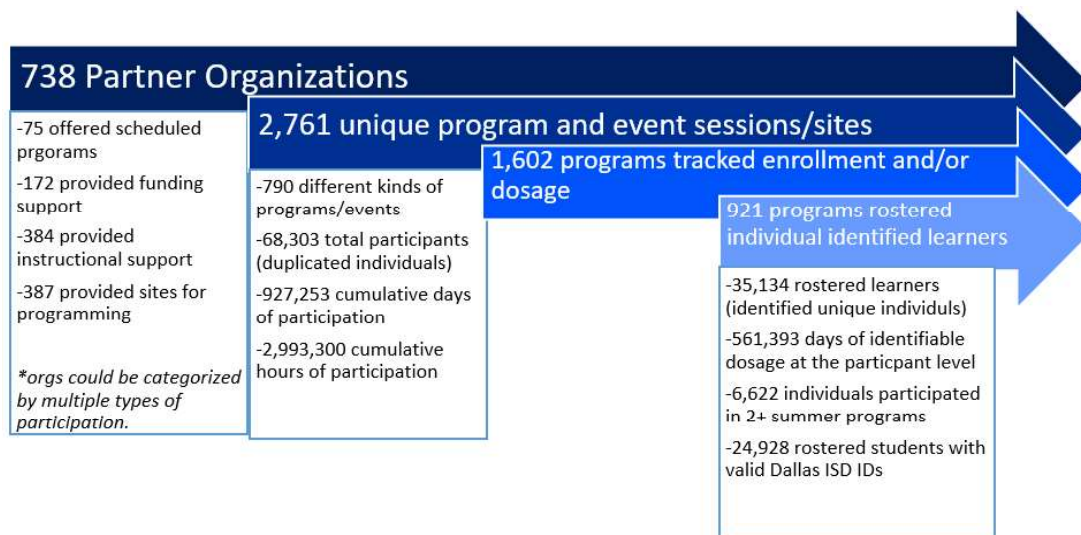 738 Partner Organizations
-75 offered scheduled
prgorams
-172 provided funding
support
-384 provided
instructional support
-387 provided sites for
programming
*orgs could be categorized
by multiple types of
participation.
2,761 unique program and event sessions/sites
-790 different kinds of
programs/events
-68,303 total participants
(duplicated individuals)
-927,253 cumulative days
of participation
-2,993,300 cumulative
hours of participation
1,602 programs tracked enrollment and/or
dosage
921 programs rostered
individual identified learners
-35,134 rostered learners
(identified unique individuls)
-561,393 days of identifiable
dosage at the particpant level
-6,622 individuals participated
in 2+ summer programs
-24,928 rostered students with
valid Dallas ISD IDs